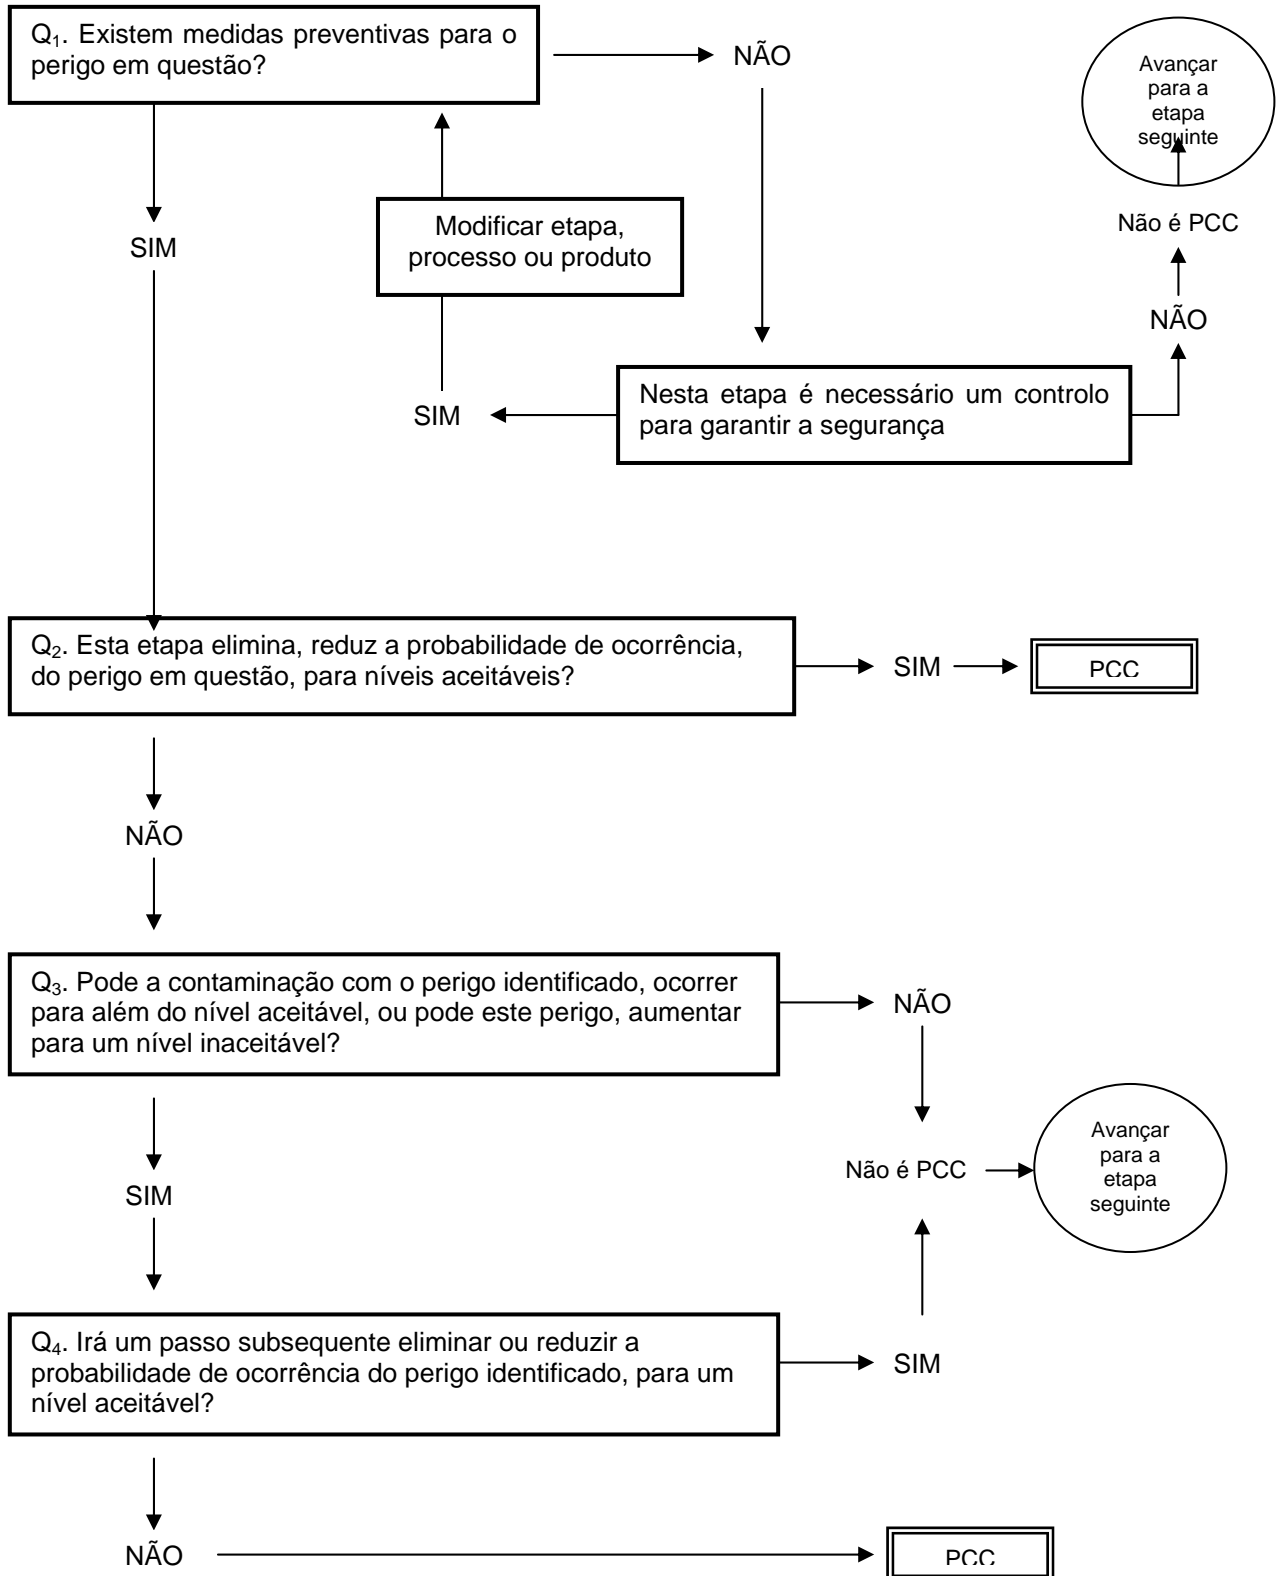 Q₁. Existem medidas preventivas para o
perigo em questão?
NÃO
Avançar
para a
etapa
seguinte
Modificar etapa,
processo ou produto
Não é PCC
SIM
NÃO
Nesta etapa é necessário um controlo
para garantir a segurança
SIM
Q₂. Esta etapa elimina, reduz a probabilidade de ocorrência,
do perigo em questão, para níveis aceitáveis?
SIM
PCC
NÃO
Q₃. Pode a contaminação com o perigo identificado, ocorrer
para além do nível aceitável, ou pode este perigo, aumentar
para um nível inaceitável?
NÃO
Não é PCC
Avançar
para a
etapa
seguinte
SIM
Q₄. Irá um passo subsequente eliminar ou reduzir a
probabilidade de ocorrência do perigo identificado, para um
nível aceitável?
SIM
NÃO
PCC